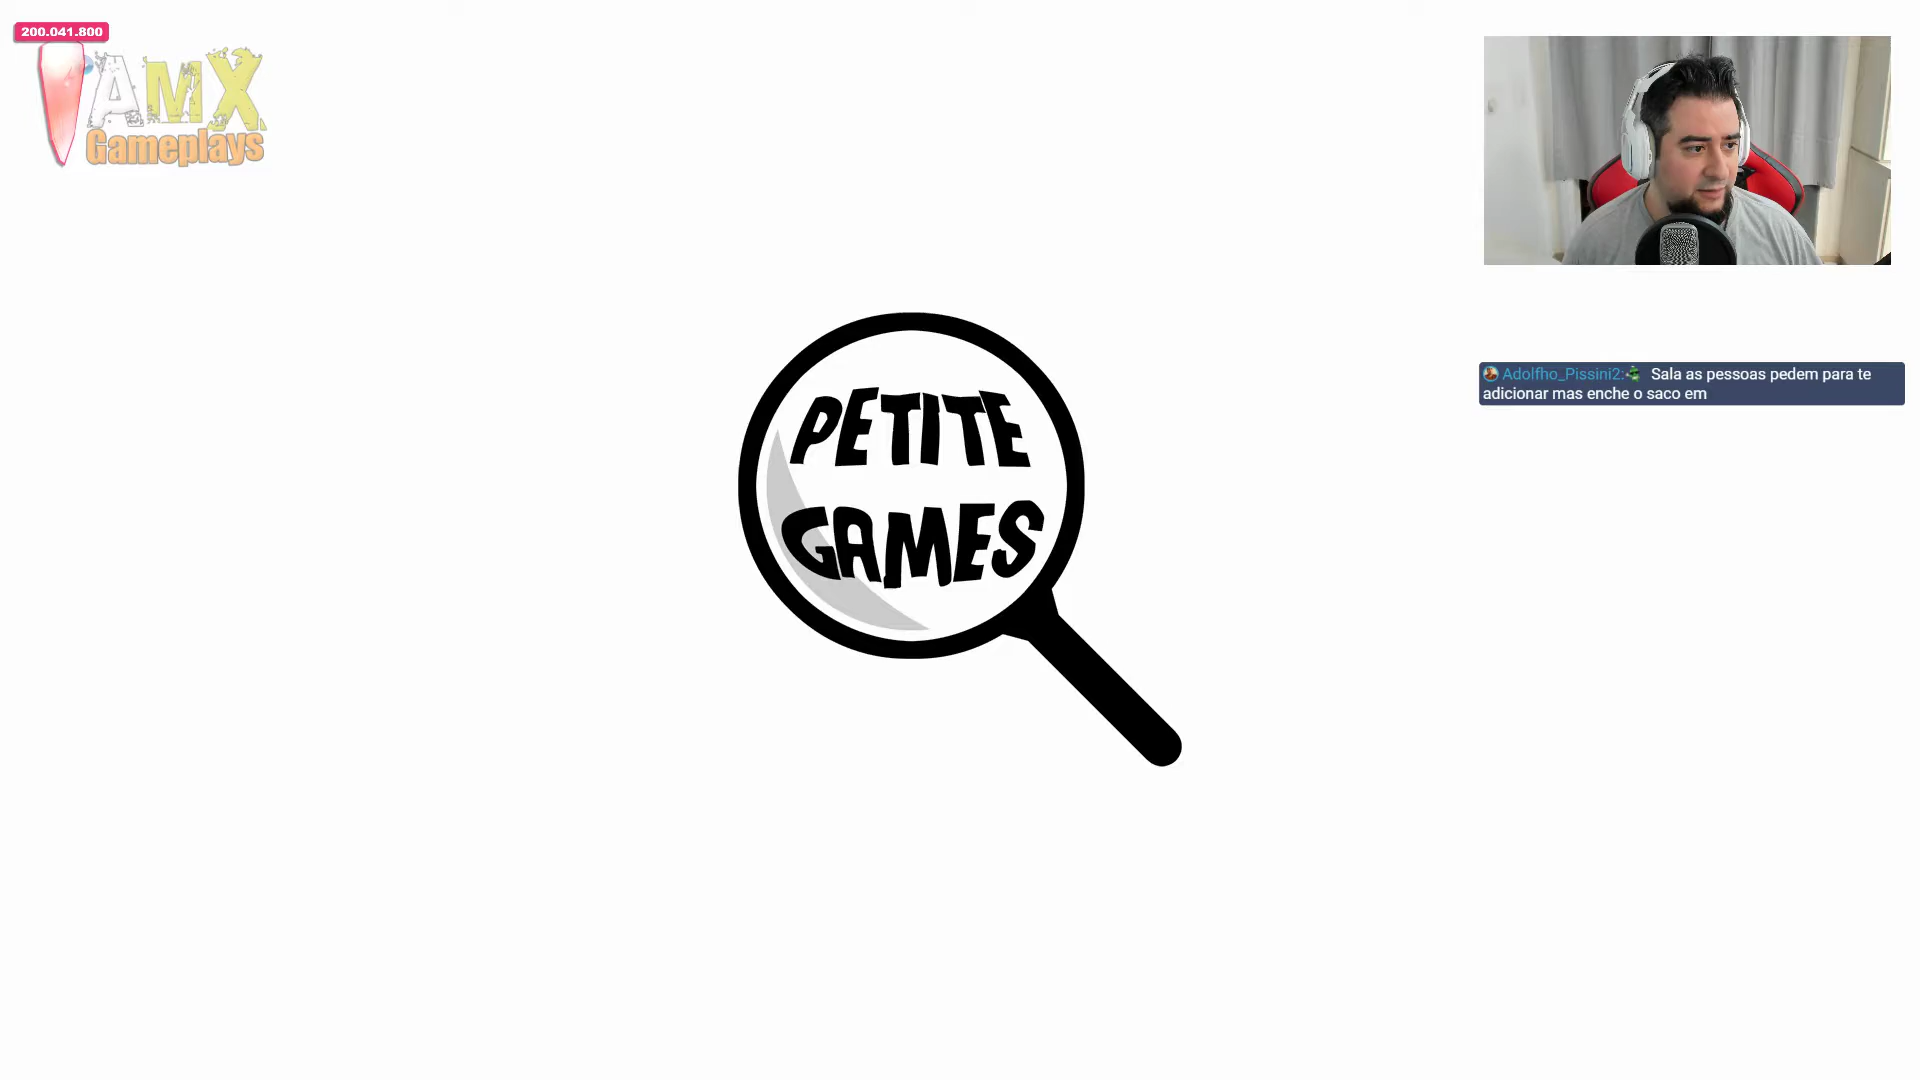 200.041.800
AMX
Gameplays
PETITE
GAMES
Adolfho_Pissini2: Sala as pessoas pedem para te
adicionar mas enche o saco em